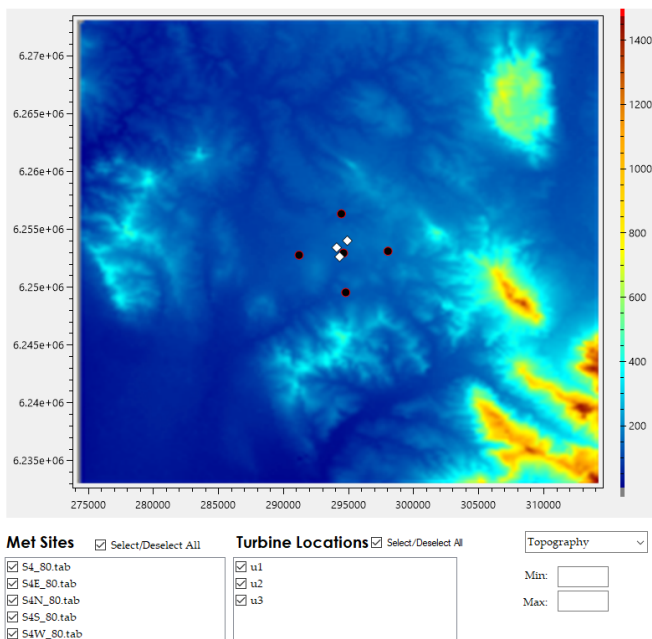 6.27e+06
6.265e+06
6.26e+06
6.255e+06
6.25e+06
6.245e+06
6.24e+06
6.235e+06
275000 280000 285000 290000 295000 300000 305000 310000
1400
1200
1000
800
600
400
200
Met Sites Select/Deselect All
S4_80.tab
S4E_80.tab
S4N_80.tab
S4S_80.tab
S4W_80.tab
Turbine Locations Select/Deselect All
u1
u2
u3
Topography
Min:
Max: